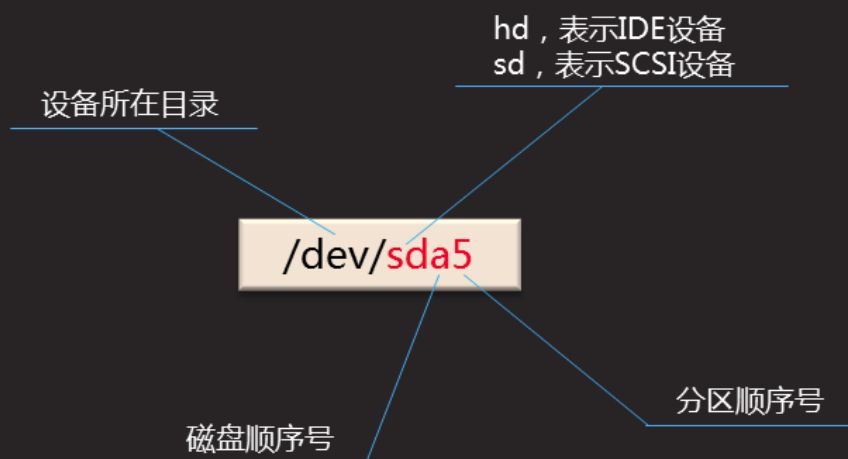 hd，表示IDE设备
sd，表示SCSI设备
设备所在目录
/dev/sda5
分区顺序号
磁盘顺序号